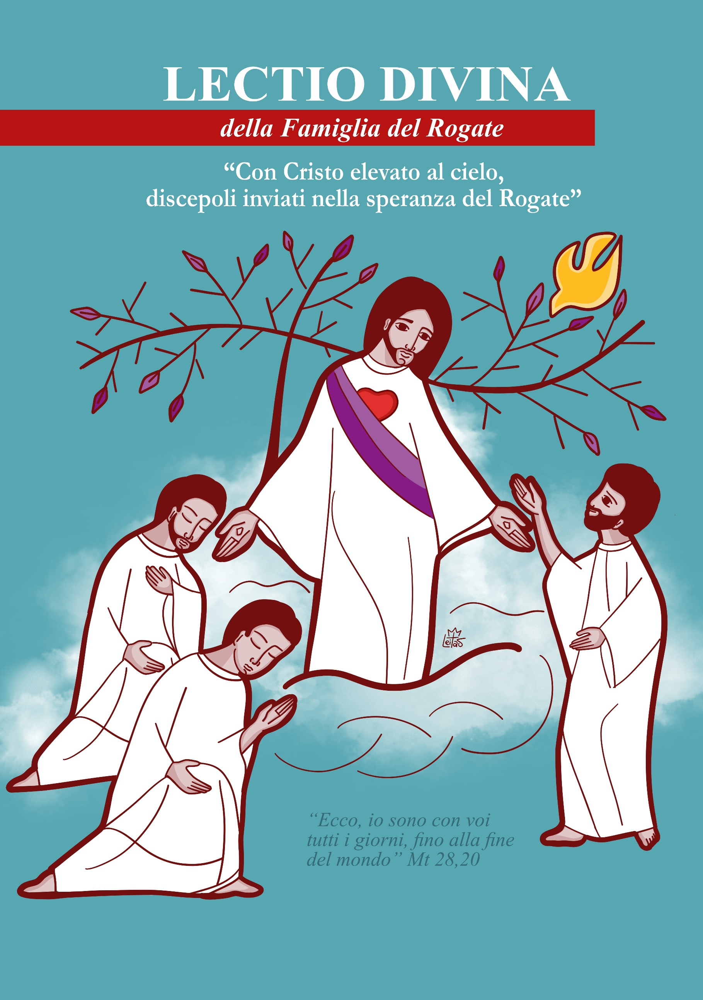 LECTIO DIVINA
della Famiglia del Rogate
“Con Cristo elevato al cielo,
discepoli inviati nella speranza del Rogate”
Leitas
“Ecco, io sono con voi
tutti i giorni, fino alla fine
del mondo” Mt 28,20